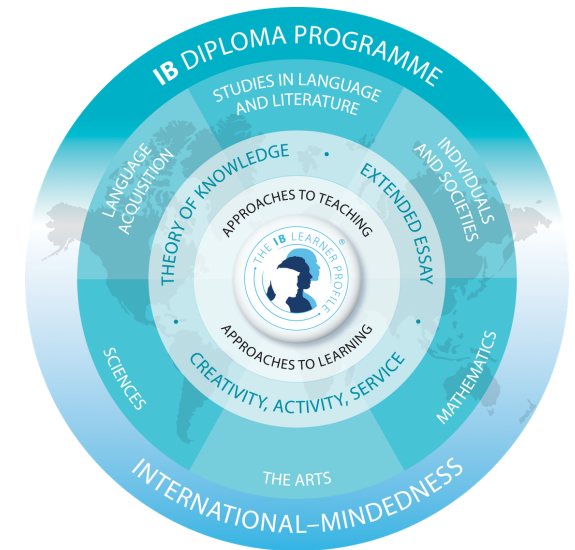 IB DIPLOMA PROGRAMME
STUDIES IN LANGUAGE
AND LITERATURE
LANGUAGE
ACQUISITION
INDIVIDUALS
AND SOCIETIES
THEORY OF KNOWLEDGE
EXTENDED ESSAY
APPROACHES TO TEACHING
THE IB LEARNER PROFILE
®
APPROACHES TO LEARNING
CREATIVITY, ACTIVITY, SERVICE
SCIENCES
MATHEMATICS
THE ARTS
INTERNATIONAL–MINDEDNESS